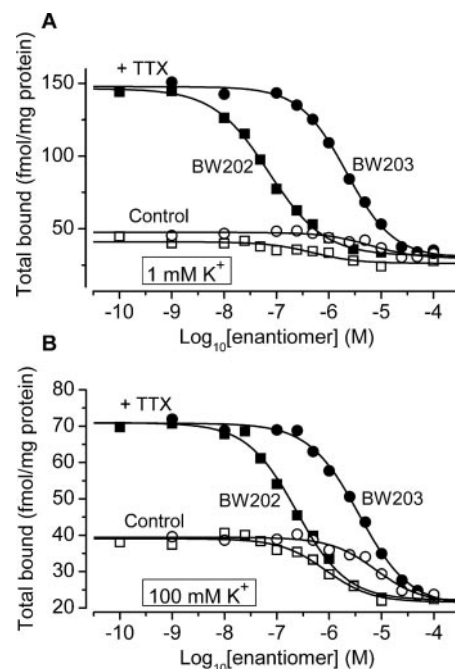 A
Total bound (fmol/mg protein)
150
100
50
+ TTX
BW202
BW203
Control
1 mM K⁺
-10 -9 -8 -7 -6 -5 -4
Log₁₀[enantiomer] (M)
B
Total bound (fmol/mg protein)
80
70
60
50
40
30
20
+ TTX
BW202
BW203
Control
100 mM K⁺
-10 -9 -8 -7 -6 -5 -4
Log₁₀[enantiomer] (M)